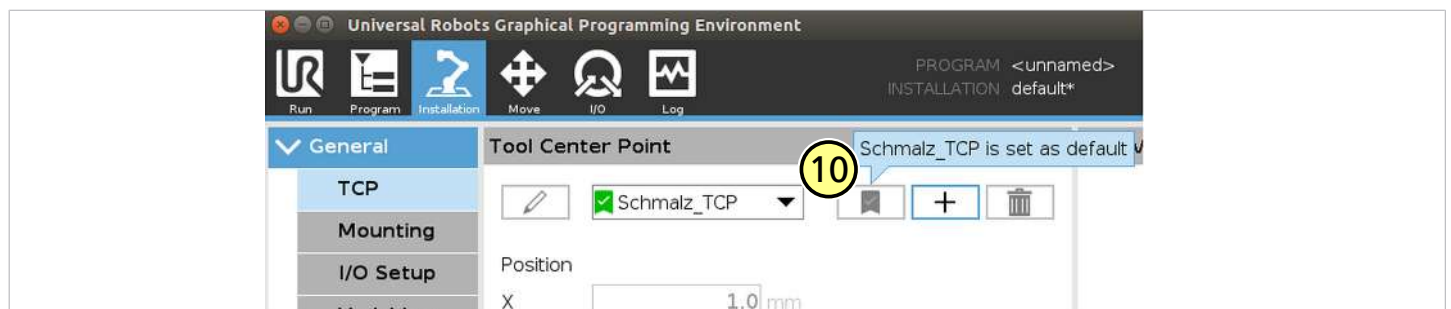 Universal Robots Graphical Programming Environment
PROGRAM <unnamed>
INSTALLATION default*
Run Program Installation Move I/O Log
General
Tool Center Point
10
Schmalz_TCP is set as default
TCP
Schmalz_TCP
Mounting
I/O Setup
Position
X 1.0 mm